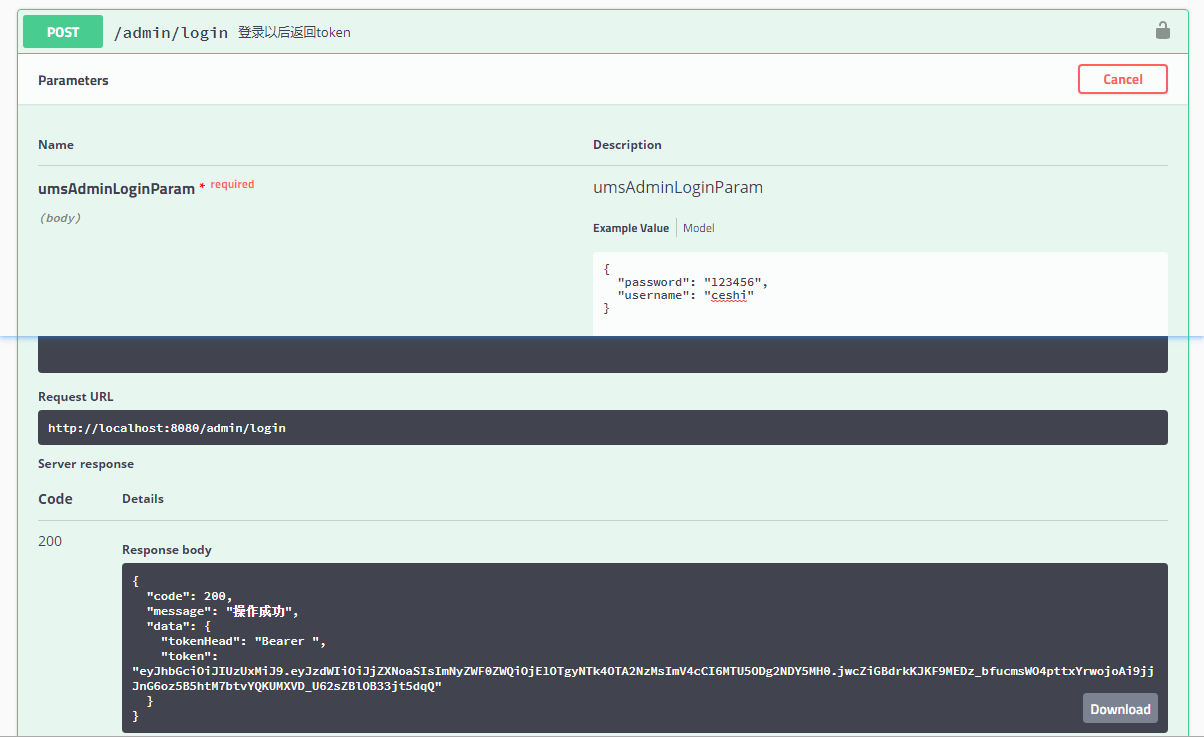 POST /admin/login 登录以后返回token
Parameters Cancel
Name Description
umsAdminLoginParam * required umsAdminLoginParam
(body)
Example Value Model
{
"password": "123456",
"username": "ceshi"
}
Request URL
http://localhost:8080/admin/login
Server response
Code Details
200
Response body
{
"code": 200,
"message": "操作成功",
"data": {
"tokenHead": "Bearer ",
"token":
"eyJhbGciOiJIUzUxMiJ9.eyJzdWIiOiJjZXNoaSIsImNyZWF0ZWQiOjE1OTgyNTk4OTA2NzMsImV4cCI6MTU5ODg2NDY5MH0.jwcZiGBdrkKJKF9MEDz_bfucmsWO4pttxYrwojoAi9jj
JnG6oz5B5htM7btvYQKUMXVD_U62sZBlOB33jt5dqQ"
}
}
Download